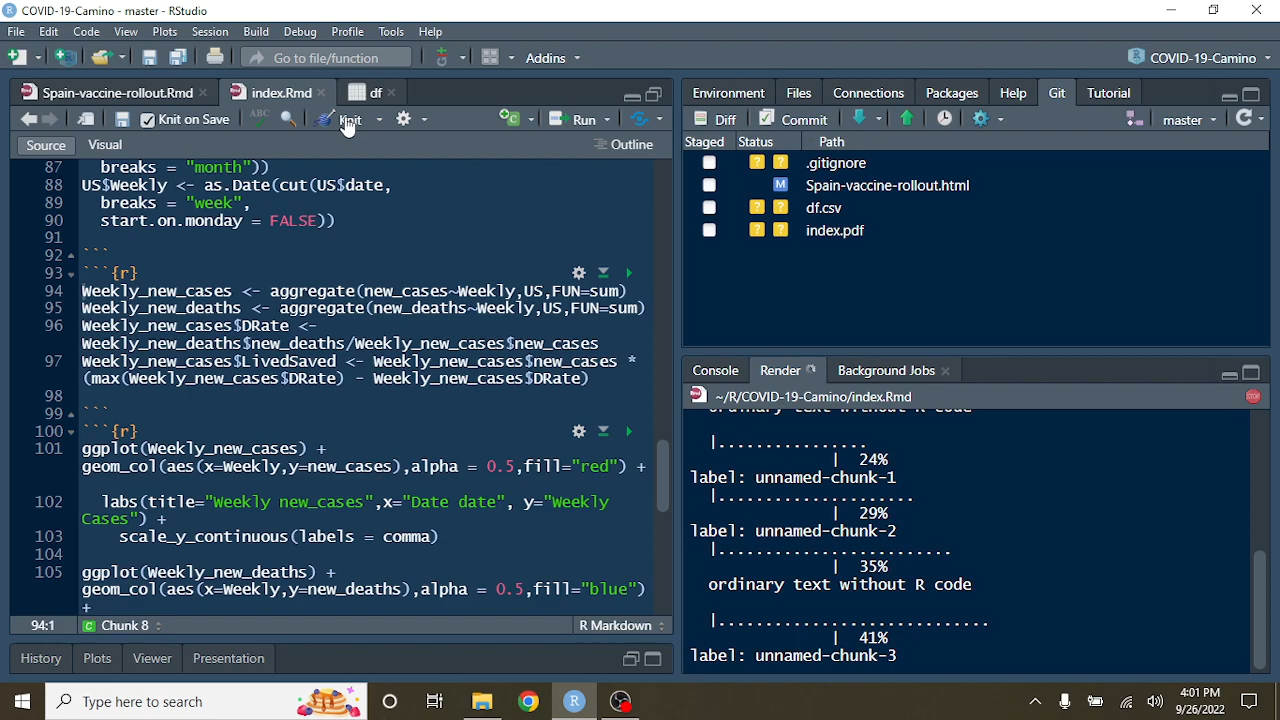 COVID-19-Camino - master - RStudio
File Edit Code View Plots Session Build Debug Profile Tools Help
Go to file/function Addins COVID-19-Camino
Spain-vaccine-rollout.Rmd index.Rmd df
Knit on Save ABC Knit Run
Source Visual Outline
87 breaks = "month"))
88 US$Weekly <- as.Date(cut(US$date,
89 breaks = "week",
90 start.on.monday = FALSE))
91
92 ```
93 ```{r}
94 Weekly_new_cases <- aggregate(new_cases~Weekly,US,FUN=sum)
95 Weekly_new_deaths <- aggregate(new_deaths~Weekly,US,FUN=sum)
96 Weekly_new_cases$DRate <-
Weekly_new_deaths$new_deaths/Weekly_new_cases$new_cases
97 Weekly_new_cases$LivedSaved <- Weekly_new_cases$new_cases *
(max(Weekly_new_cases$DRate) - Weekly_new_cases$DRate)
98
99 ```
100 ```{r}
101 ggplot(Weekly_new_cases) +
geom_col(aes(x=Weekly,y=new_cases),alpha = 0.5,fill="red") +
102 labs(title="Weekly new_cases",x="Date date", y="Weekly
Cases") +
103 scale_y_continuous(labels = comma)
104
105 ggplot(Weekly_new_deaths) +
geom_col(aes(x=Weekly,y=new_deaths),alpha = 0.5,fill="blue")
+
94:1 Chunk 8 R Markdown
History Plots Viewer Presentation
Environment Files Connections Packages Help Git Tutorial
Diff Commit master
Staged Status Path
? ? .gitignore
M Spain-vaccine-rollout.html
? ? df.csv
? ? index.pdf
Console Render Background Jobs
~/R/COVID-19-Camino/index.Rmd STOP
ordinary text without R code
|................
| 24%
label: unnamed-chunk-1
|.....................
| 29%
label: unnamed-chunk-2
|.........................
| 35%
ordinary text without R code
|.............................
| 41%
label: unnamed-chunk-3
Type here to search
4:01 PM
9/26/2022